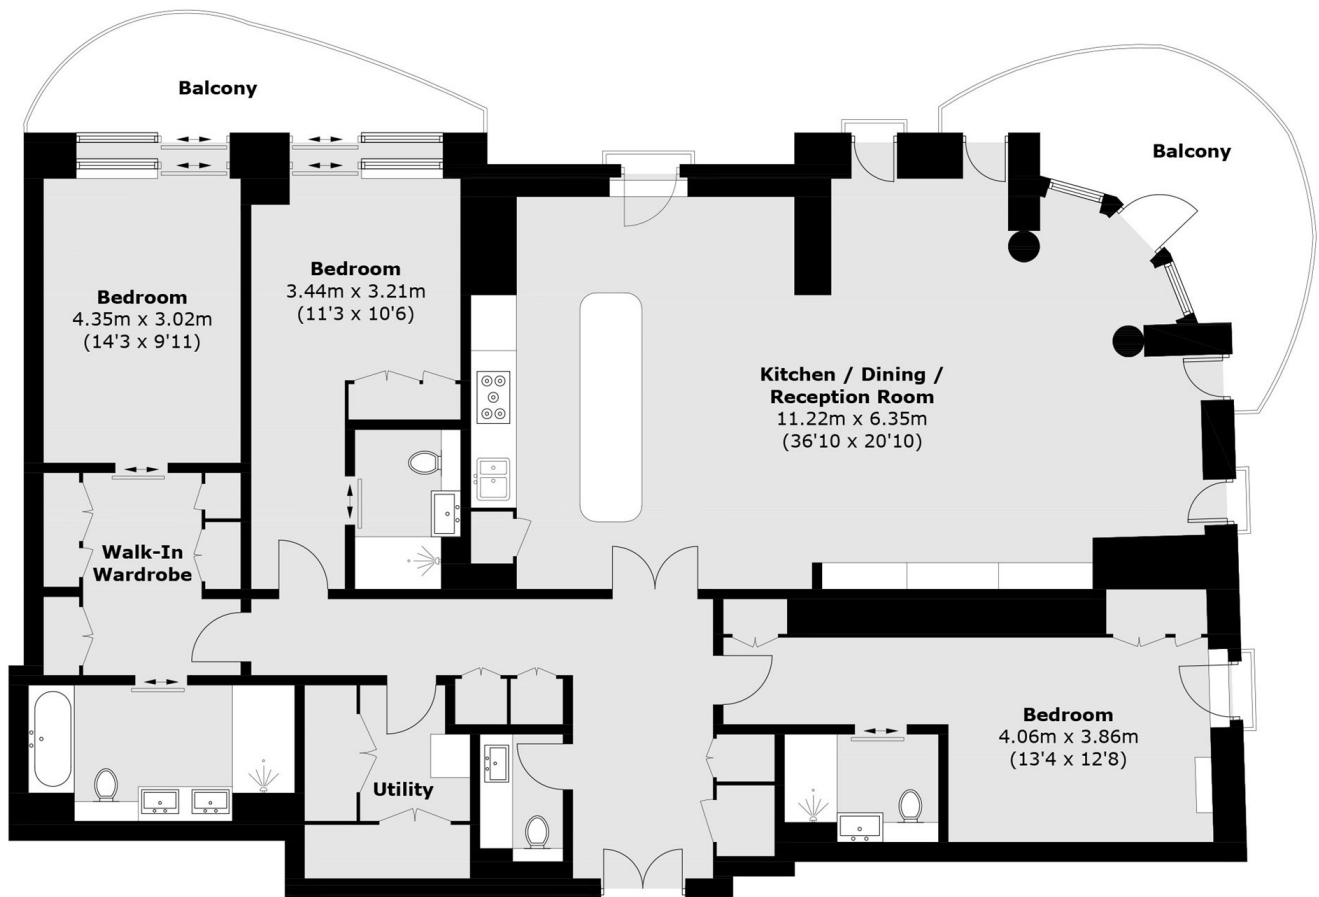 Balcony
Balcony
Bedroom
4.35m x 3.02m
(14'3 x 9'11)
Bedroom
3.44m x 3.21m
(11'3 x 10'6)
Kitchen / Dining /
Reception Room
11.22m x 6.35m
(36'10 x 20'10)
Walk-In
Wardrobe
Utility
Bedroom
4.06m x 3.86m
(13'4 x 12'8)